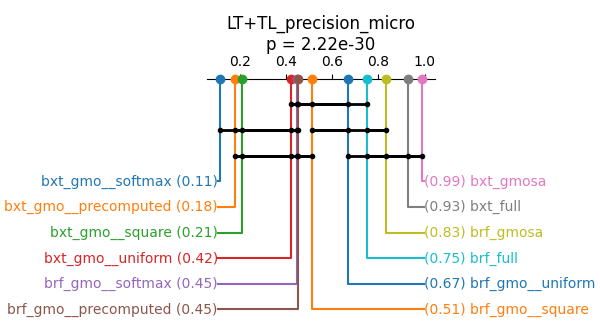 LT+TL_precision_micro
p = 2.22e-30
0.2 0.4 0.6 0.8 1.0
bxt_gmo__softmax (0.11) (0.99) bxt_gmosa
bxt_gmo__precomputed (0.18) (0.93) bxt_full
bxt_gmo__square (0.21) (0.83) brf_gmosa
bxt_gmo__uniform (0.42) (0.75) brf_full
brf_gmo__softmax (0.45) (0.67) brf_gmo__uniform
brf_gmo__precomputed (0.45) (0.51) brf_gmo__square